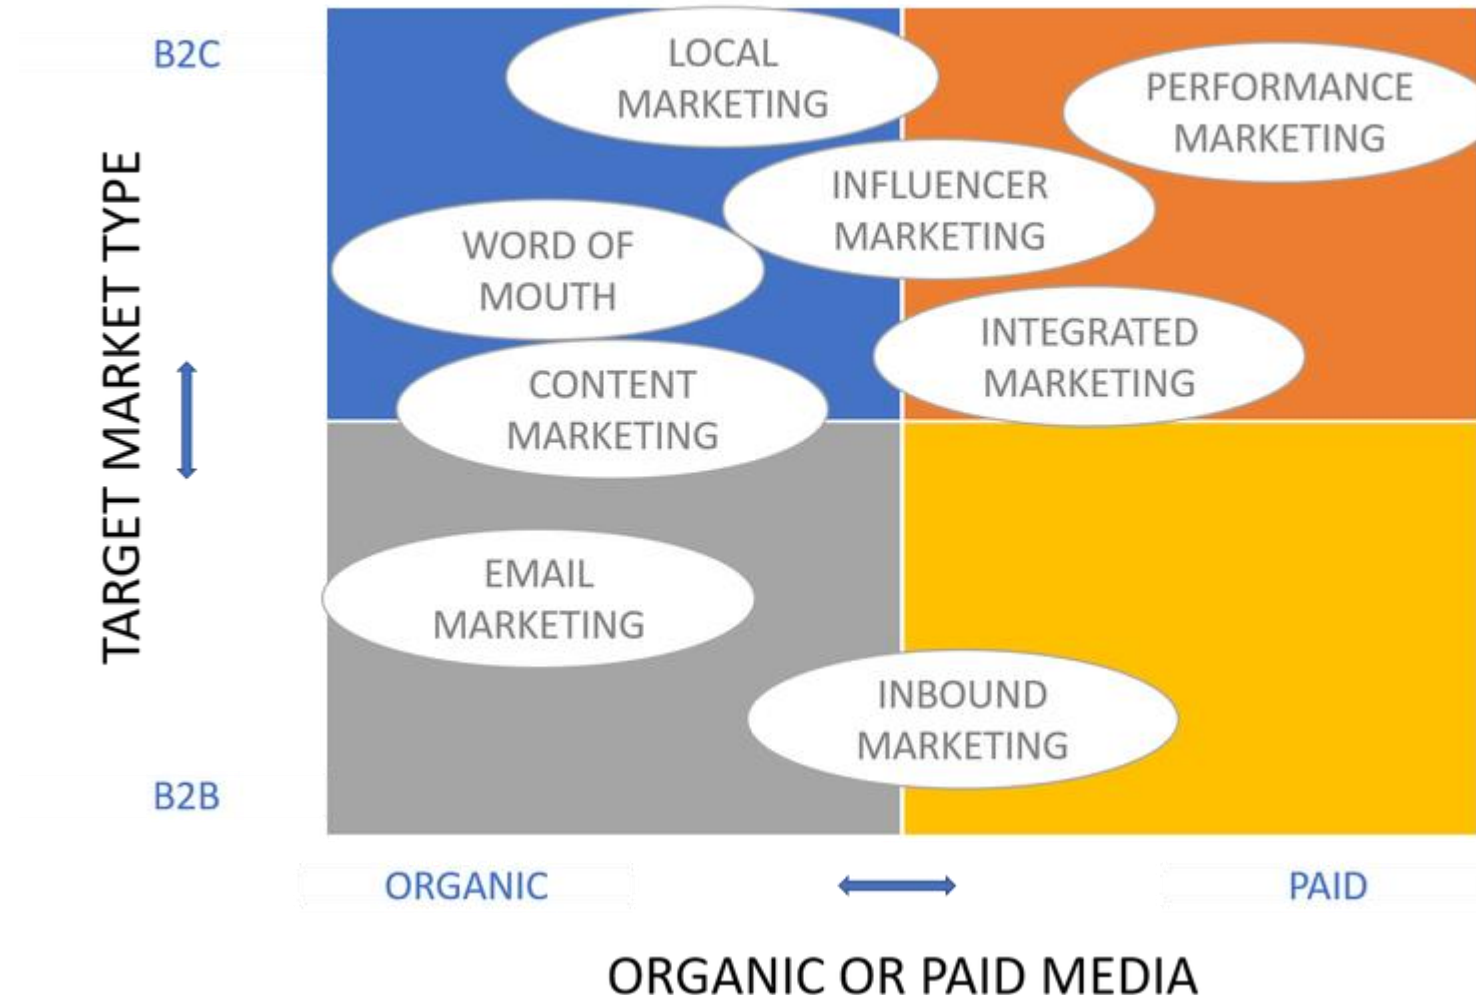 B2C
LOCAL
MARKETING
PERFORMANCE
MARKETING
INFLUENCER
MARKETING
WORD OF
MOUTH
INTEGRATED
MARKETING
CONTENT
MARKETING
TARGET MARKET TYPE
EMAIL
MARKETING
INBOUND
MARKETING
B2B
ORGANIC
PAID
ORGANIC OR PAID MEDIA